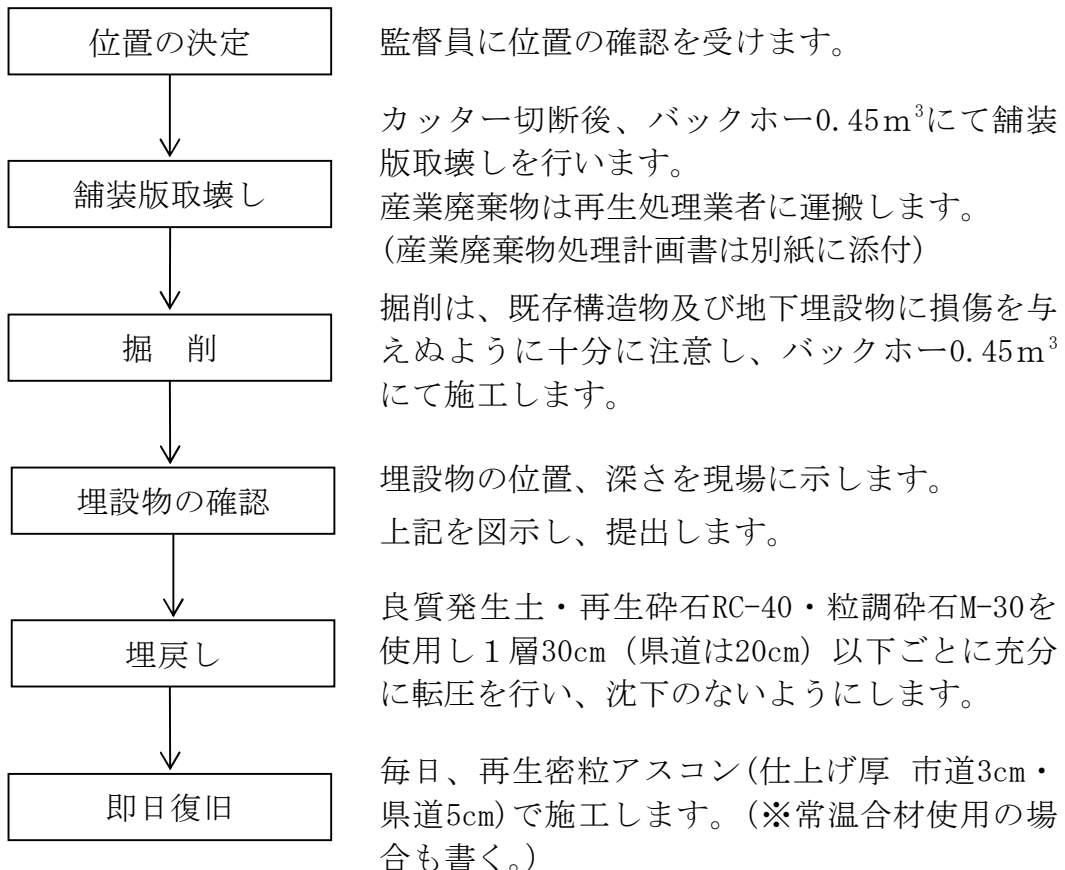 位置の決定
監督員に位置の確認を受けます。
カッター切断後、バックホー0.45ｍ³にて舗装
版取壊しを行います。
舗装版取壊し
産業廃棄物は再生処理業者に運搬します。
(産業廃棄物処理計画書は別紙に添付)
掘　削
掘削は、既存構造物及び地下埋設物に損傷を与
えぬように十分に注意し、バックホー0.45ｍ³
にて施工します。
埋設物の確認
埋設物の位置、深さを現場に示します。
上記を図示し、提出します。
埋戻し
良質発生土・再生砕石RC-40・粒調砕石M-30を
使用し１層30cm（県道は20cm）以下ごとに充分
に転圧を行い、沈下のないようにします。
即日復旧
毎日、再生密粒アスコン(仕上げ厚 市道3cm・
県道5cm)で施工します。(※常温合材使用の場
合も書く。)